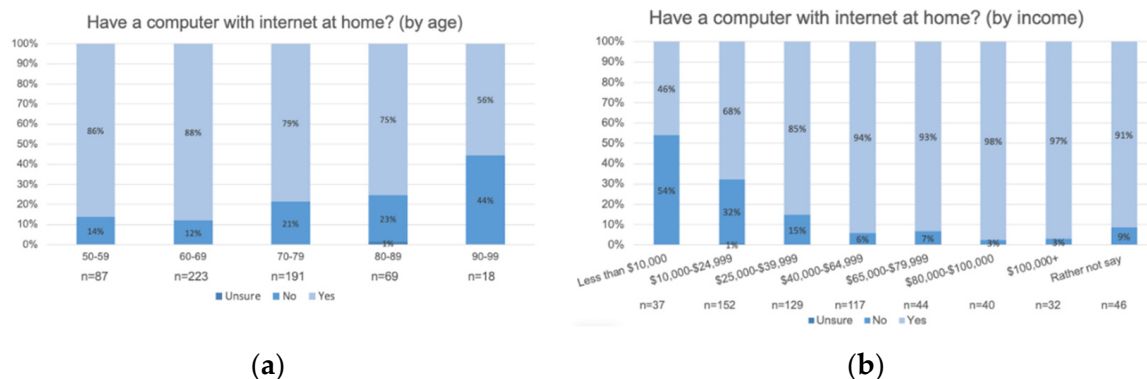 Have a computer with internet at home? (by age)
100%
90%
80%
70%
60%
50%
40%
30%
20%
10%
0%
86% 88% 79% 75% 56%
14% 12% 21% 23% 44%
1%
50-59 60-69 70-79 80-89 90-99
n=87 n=223 n=191 n=69 n=18
Unsure No Yes
(a)
Have a computer with internet at home? (by income)
100%
90%
80%
70%
60%
50%
40%
30%
20%
10%
0%
46% 68% 85% 94% 93% 98% 97% 91%
54% 32% 15% 6% 7% 3% 3% 9%
1%
Less than $10,000 $10,000-$24,999 $25,000-$39,999 $40,000-$64,999 $65,000-$79,999 $80,000-$100,000 $100,000+ Rather not say
n=37 n=152 n=129 n=117 n=44 n=40 n=32 n=46
Unsure No Yes
(b)